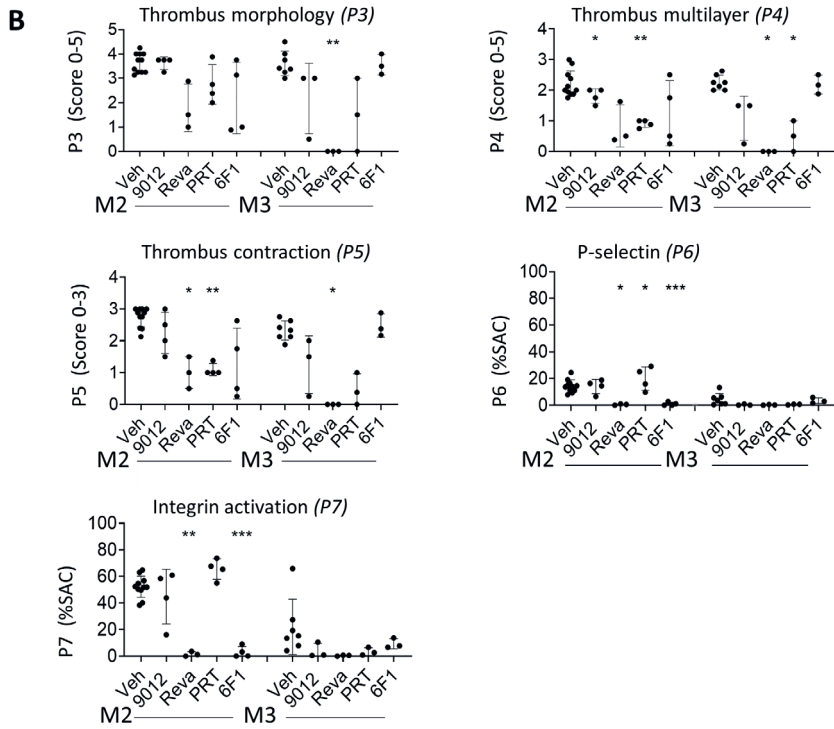 B
Thrombus morphology (P3)
P3 (Score 0-5)
5
4
3
2
1
0
**
Veh
9012
Reva
PRT
6F1
Veh
9012
Reva
PRT
6F1
M2
M3
Thrombus multilayer (P4)
P4 (Score 0-5)
4
3
2
1
0
*
**
*
*
Veh
9012
Reva
PRT
6F1
Veh
9012
Reva
PRT
6F1
M2
M3
Thrombus contraction (P5)
P5 (Score 0-3)
4
3
2
1
0
*
**
*
Veh
9012
Reva
PRT
6F1
Veh
9012
Reva
PRT
6F1
M2
M3
P-selectin (P6)
P6 (%SAC)
100
80
60
40
20
0
*
*
***
Veh
9012
Reva
PRT
6F1
Veh
9012
Reva
PRT
6F1
M2
M3
Integrin activation (P7)
P7 (%SAC)
100
80
60
40
20
0
**
***
Veh
9012
Reva
PRT
6F1
Veh
9012
Reva
PRT
6F1
M2
M3